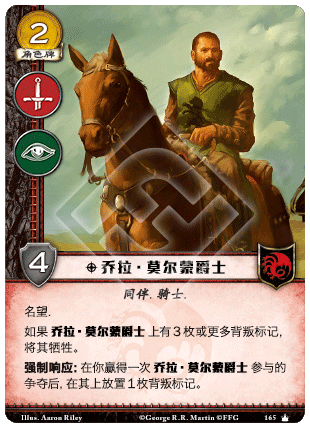 2
角色牌
4
乔拉·莫尔蒙爵士
同伴. 骑士.
名望.
如果 乔拉·莫尔蒙爵士 上有3枚或更多背叛标记,
将其牺牲。
强制响应: 在你赢得一次 乔拉·莫尔蒙爵士 参与的
争夺后, 在其上放置1枚背叛标记.
Illus. Aaron Riley
©George R.R. Martin ©FFG
165